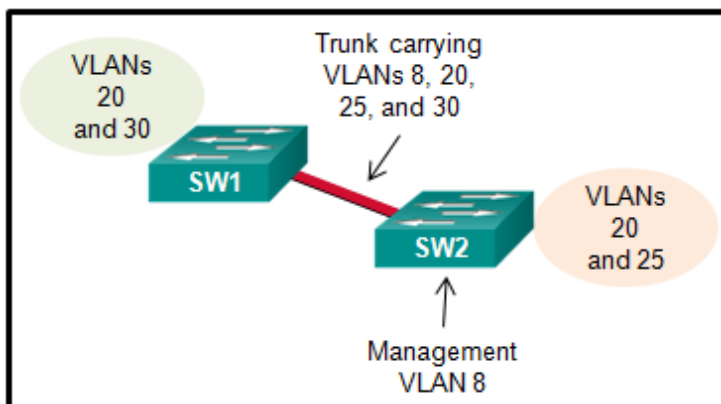 VLANs
20
and 30
Trunk carrying
VLANs 8, 20,
25, and 30
SW1
SW2
VLANs
20
and 25
Management
VLAN 8